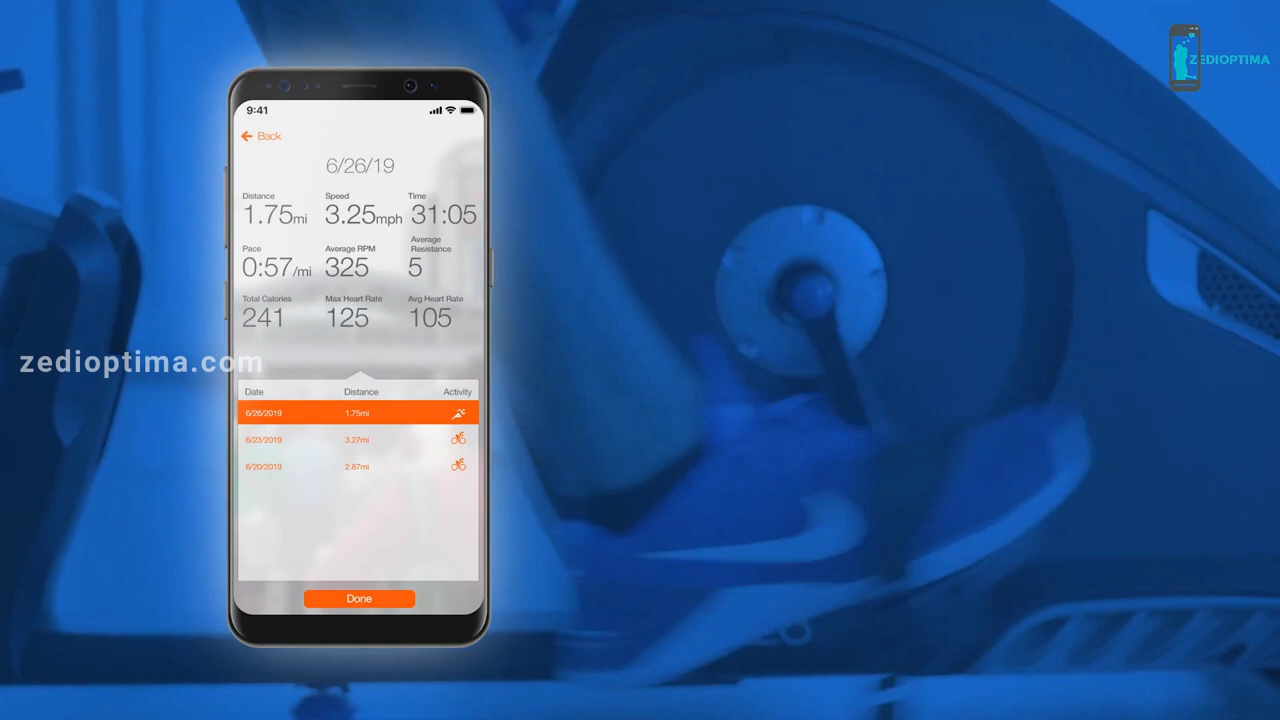 ZEDIOPTIMA
9:41
Back
6/26/19
Distance Speed Time
1.75mi 3.25mph 31:05
Pace Average RPM Average Resistance
0:57/mi 325 5
Total Calories Max Heart Rate Avg Heart Rate
241 125 105
zedioptima.com
Date Distance Activity
6/26/2019 1.75mi
6/23/2019 3.27mi
6/20/2019 2.87mi
Done